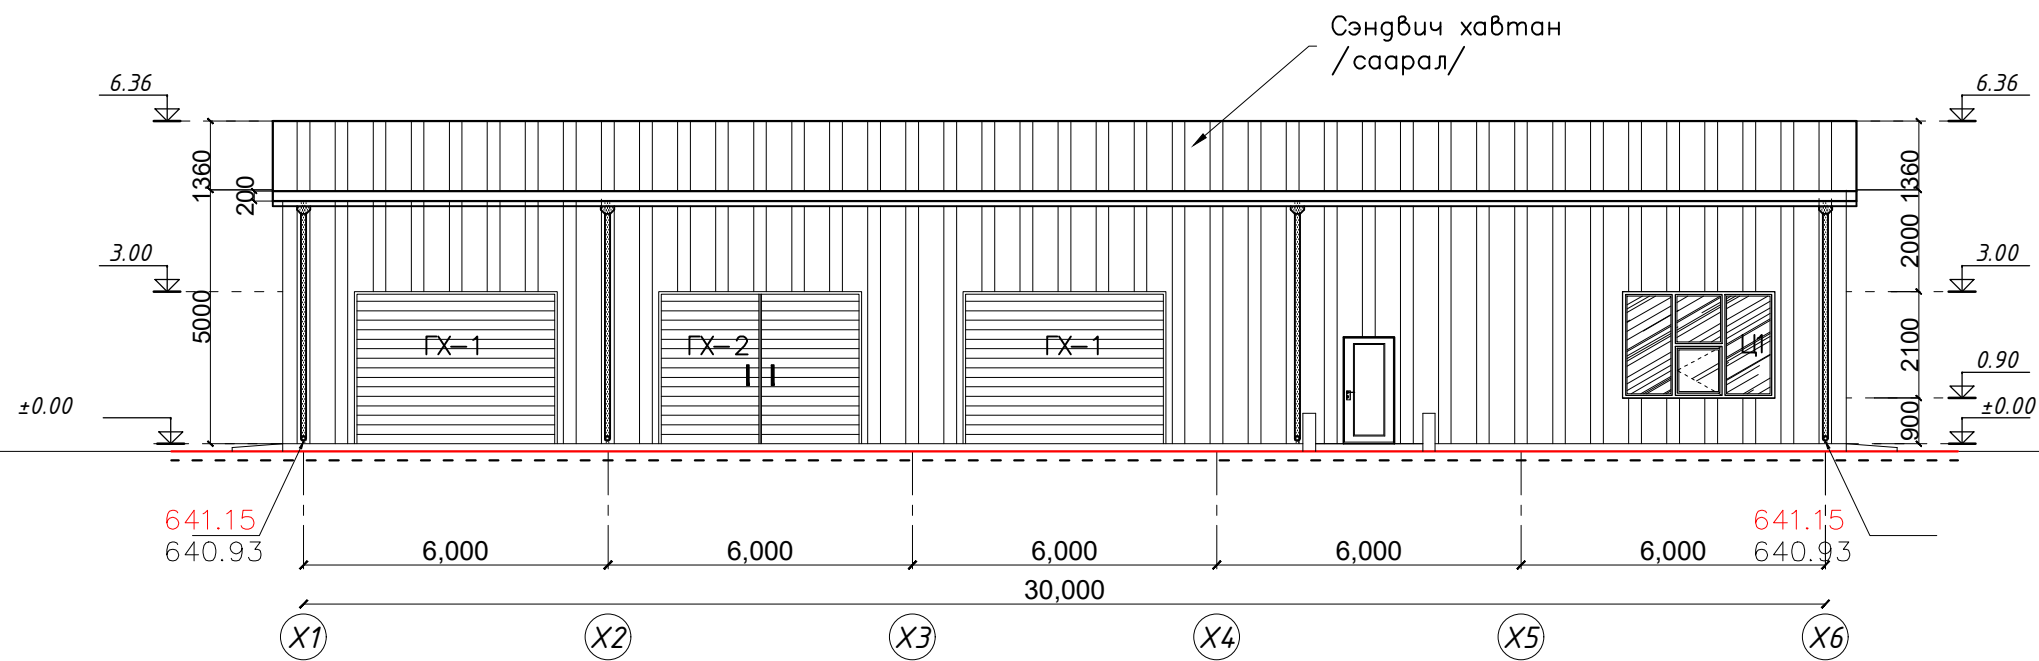 Сэндвич хавтан
/саарал/
6.36
6.36
1360
200
1360
2000
3.00
3.00
5000
ГХ-1
ГХ-2
ГХ-1
Ц1
2100
0.90
±0.00
±0.00
900
641.15
640.93
641.15
640.93
6,000
6,000
6,000
6,000
6,000
30,000
X1
X2
X3
X4
X5
X6